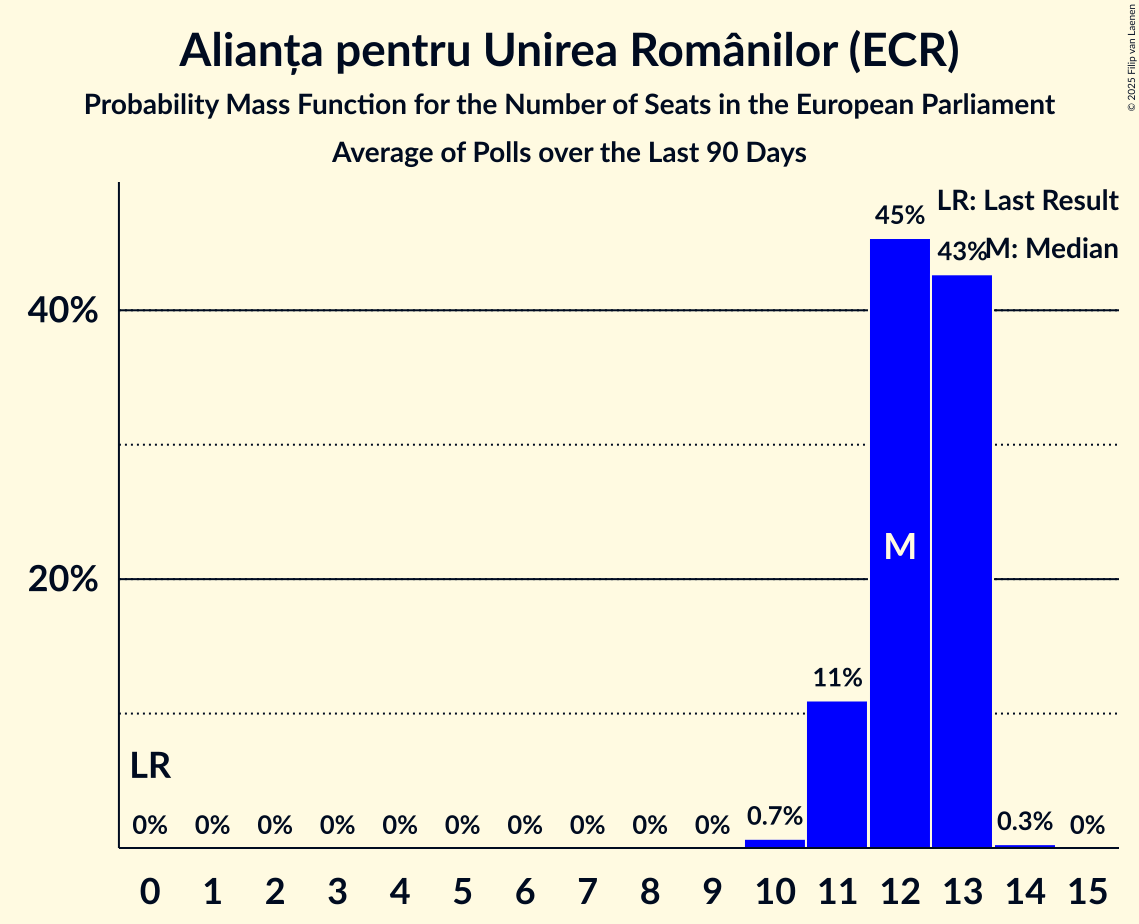 Alianța pentru Unirea Românilor (ECR)
Probability Mass Function for the Number of Seats in the European Parliament
Average of Polls over the Last 90 Days
© 2025 Filip van Laenen
LR: Last Result
M: Median
45%
43%
40%
M
20%
11%
LR
0% 0% 0% 0% 0% 0% 0% 0% 0% 0% 0.7% 0.3% 0%
0 1 2 3 4 5 6 7 8 9 10 11 12 13 14 15